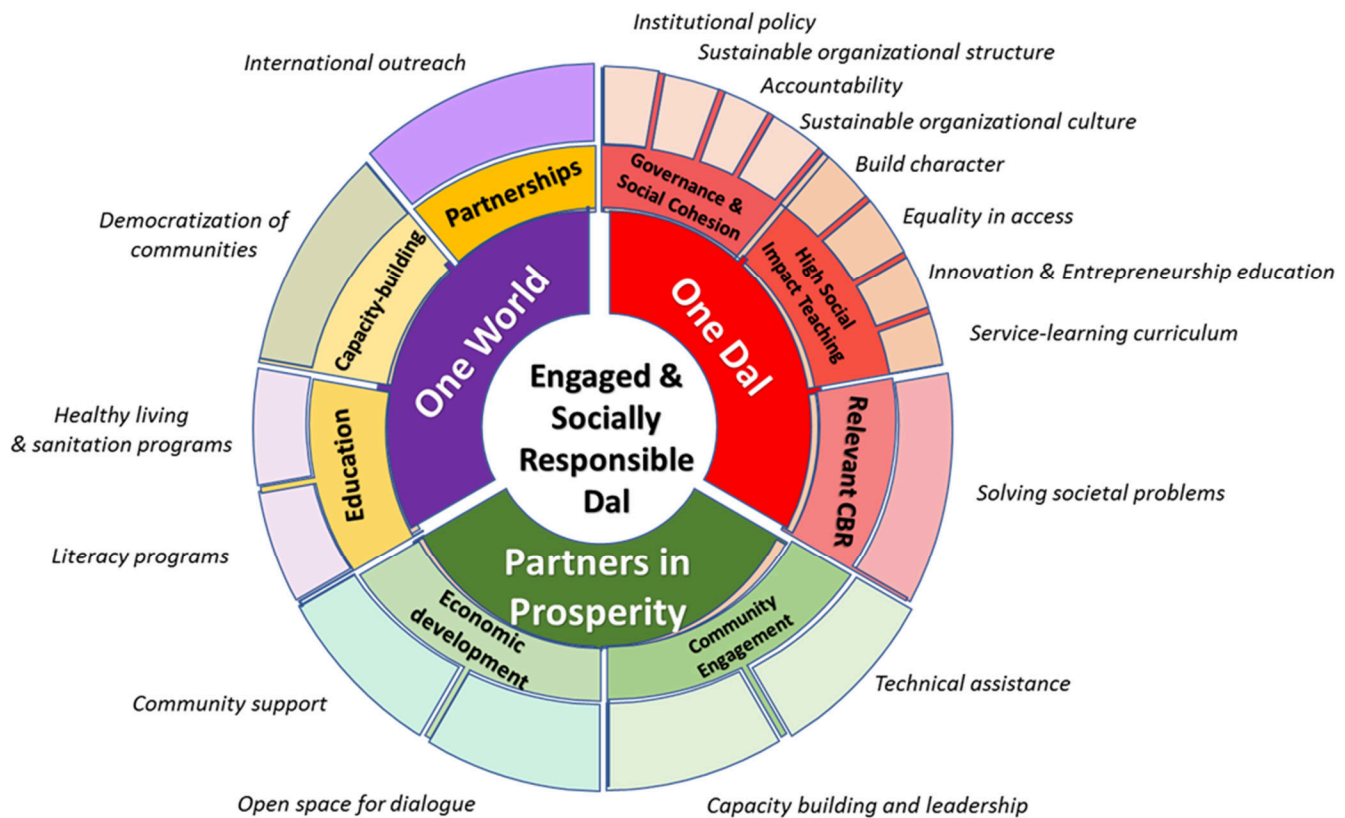 Institutional policy
Sustainable organizational structure
Accountability
Sustainable organizational culture
Build character
Equality in access
Innovation & Entrepreneurship education
Service-learning curriculum
Solving societal problems
Technical assistance
Capacity building and leadership
Open space for dialogue
Community support
Literacy programs
Healthy living
& sanitation programs
Democratization of
communities
International outreach
Governance &
Social Cohesion
High Social
Impact Teaching
Relevant CBR
Community
Engagement
Economic
development
Education
Capacity-building
Partnerships
One World
One Dal
Partners in
Prosperity
Engaged &
Socially
Responsible
Dal